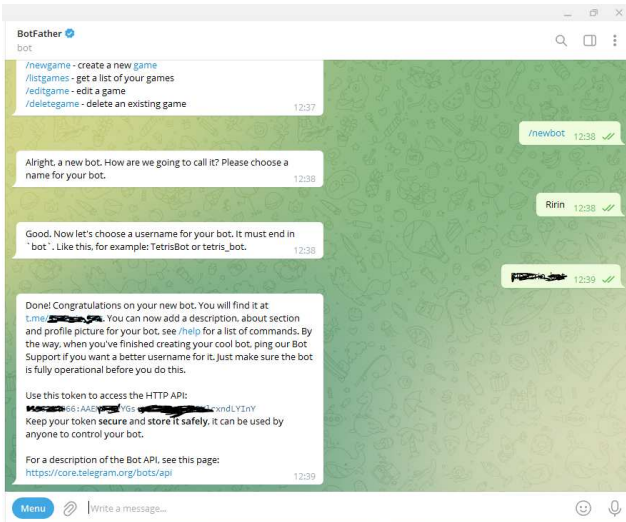 BotFather
bot
/newgame - create a new game
/listgames - get a list of your games
/editgame - edit a game
/deletegame - delete an existing game
12:37
/newbot 12:38
Alright, a new bot. How are we going to call it? Please choose a
name for your bot.
12:38
Ririn 12:38
Good. Now let's choose a username for your bot. It must end in
`bot`. Like this, for example: TetrisBot or tetris_bot.
12:38
12:39
Done! Congratulations on your new bot. You will find it at
t.me/ . You can now add a description, about section
and profile picture for your bot, see /help for a list of commands. By
the way, when you've finished creating your cool bot, ping our Bot
Support if you want a better username for it. Just make sure the bot
is fully operational before you do this.
Use this token to access the HTTP API:
Keep your token secure and store it safely, it can be used by
anyone to control your bot.
For a description of the Bot API, see this page:
https://core.telegram.org/bots/api
12:39
Menu
Write a message...